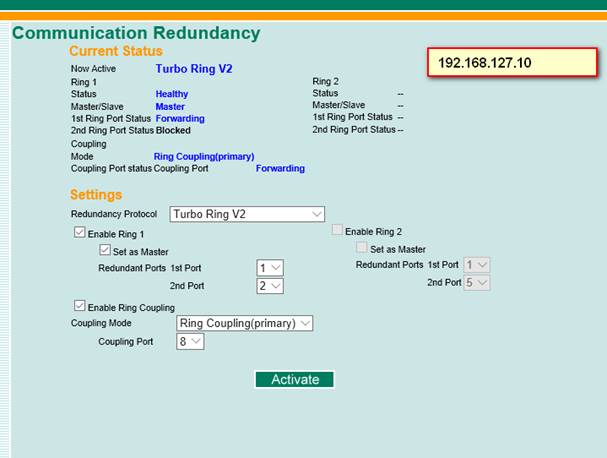 Communication Redundancy
Current Status
192.168.127.10
Now Active Turbo Ring V2
Ring 1 Ring 2
Status Healthy Status --
Master/Slave Master Master/Slave --
1st Ring Port Status Forwarding 1st Ring Port Status --
2nd Ring Port Status Blocked 2nd Ring Port Status --
Coupling
Mode Ring Coupling(primary)
Coupling Port status Coupling Port Forwarding
Settings
Redundancy Protocol Turbo Ring V2
Enable Ring 1 Enable Ring 2
Set as Master Set as Master
Redundant Ports 1st Port 1 Redundant Ports 1st Port 1
2nd Port 2 2nd Port 5
Enable Ring Coupling
Coupling Mode Ring Coupling(primary)
Coupling Port 8
Activate